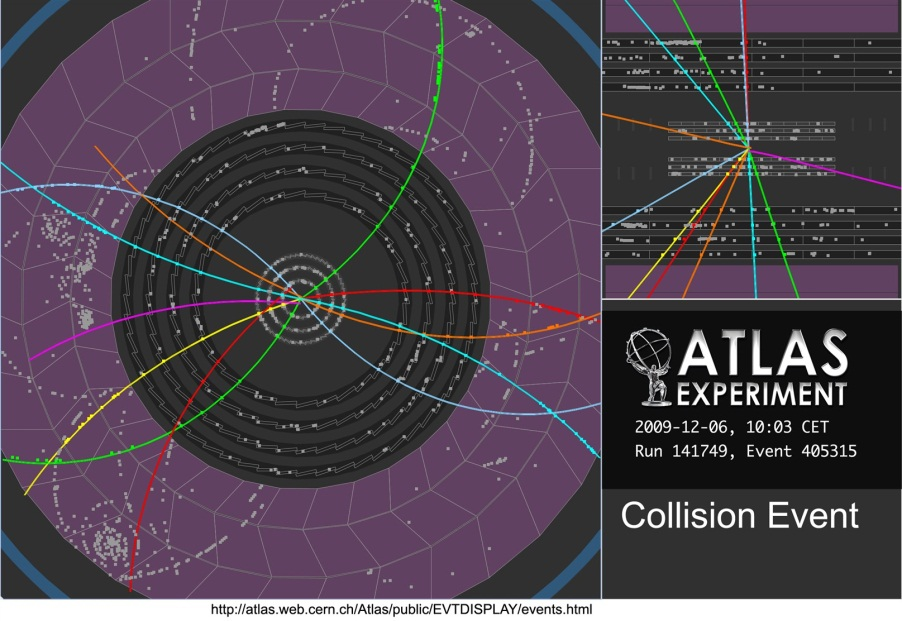 ATLAS
EXPERIMENT
2009-12-06, 10:03 CET
Run 141749, Event 405315
Collision Event
http://atlas.web.cern.ch/Atlas/public/EVTDISPLAY/events.html